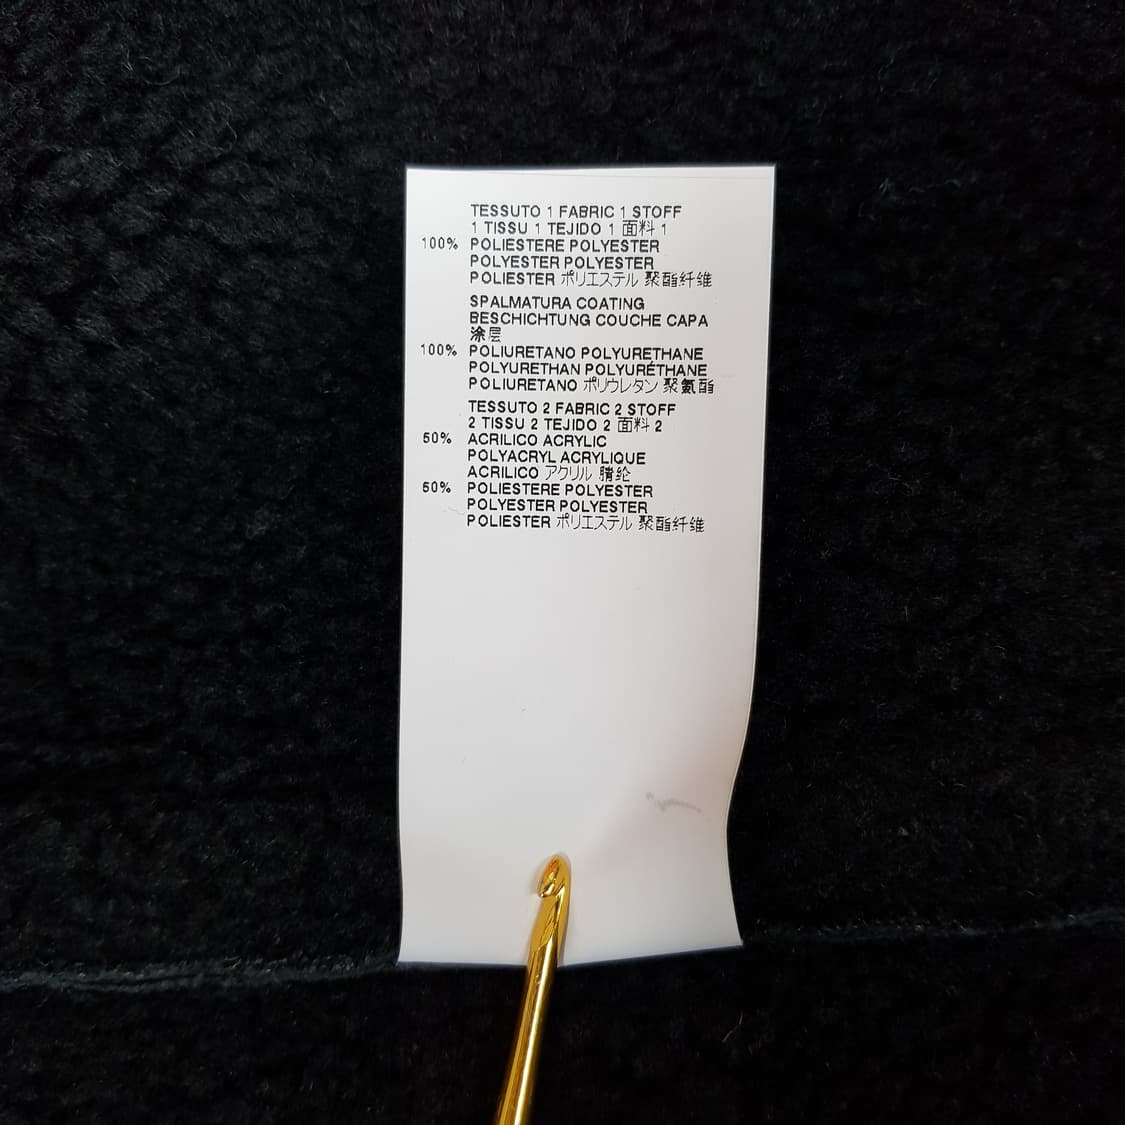 TESSUTO 1 FABRIC 1 STOFF
1 TISSU 1 TEJIDO 1 面料 1
100% POLIESTERE POLYESTER
POLYESTER POLYESTER
POLIESTER ポリエステル 聚酯纤维
SPALMATURA COATING
BESCHICHTUNG COUCHE CAPA
涂层
100% POLIURETANO POLYURETHANE
POLYURETHAN POLYURÉTHANE
POLIURETANO ポリウレタン 聚氨酯
TESSUTO 2 FABRIC 2 STOFF
2 TISSU 2 TEJIDO 2 面料 2
50% ACRILICO ACRYLIC
POLYACRYL ACRYLIQUE
ACRILICO アクリル 腈纶
50% POLIESTERE POLYESTER
POLYESTER POLYESTER
POLIESTER ポリエステル 聚酯纤维